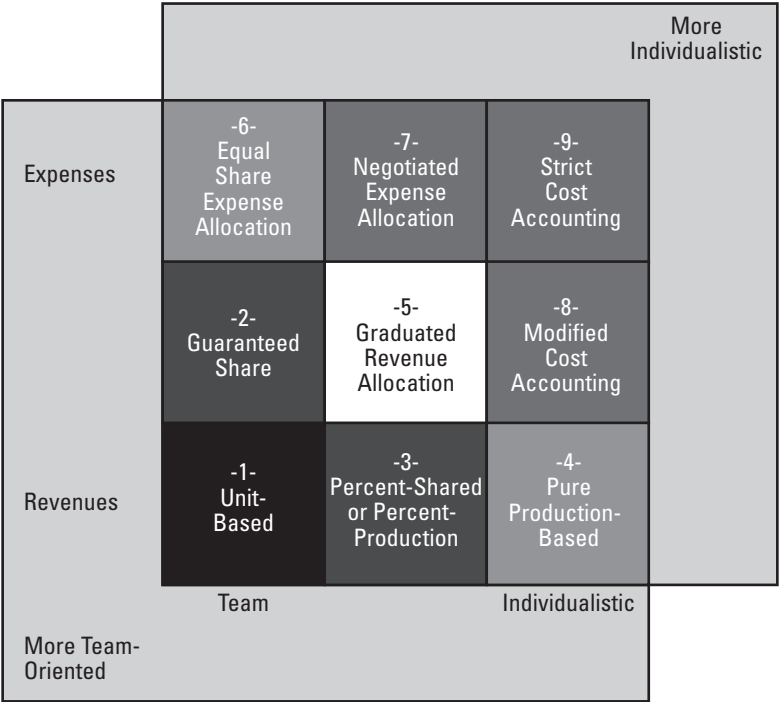 More
Individualistic
Expenses
-6-
Equal
Share
Expense
Allocation
-7-
Negotiated
Expense
Allocation
-9-
Strict
Cost
Accounting
-2-
Guaranteed
Share
-5-
Graduated
Revenue
Allocation
-8-
Modified
Cost
Accounting
Revenues
-1-
Unit-
Based
-3-
Percent-Shared
or Percent-
Production
-4-
Pure
Production-
Based
Team
Individualistic
More Team-
Oriented